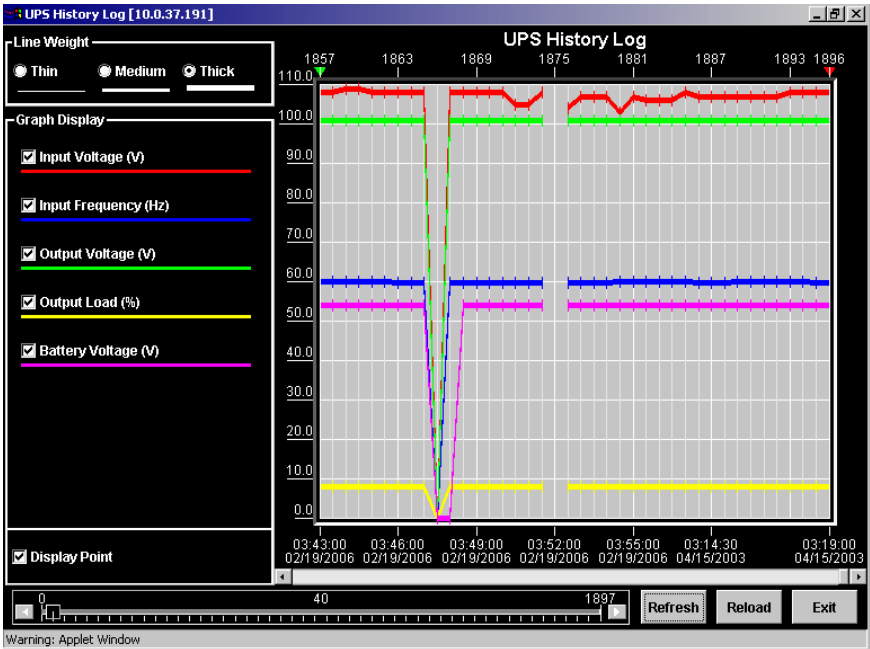 UPS History Log [10.0.37.191]
Line Weight
Thin Medium Thick
Graph Display
Input Voltage (V)
Input Frequency (Hz)
Output Voltage (V)
Output Load (%)
Battery Voltage (V)
Display Point
UPS History Log
1857 1863 1869 1875 1881 1887 1893 1896
110.0
100.0
90.0
80.0
70.0
60.0
50.0
40.0
30.0
20.0
10.0
0.0
03:43:00 03:46:00 03:49:00 03:52:00 03:55:00 03:14:30 03:19:00
02/19/2006 02/19/2006 02/19/2006 02/19/2006 02/19/2006 04/15/2003 04/15/2003
0 40 1897
Refresh Reload Exit
Warning: Applet Window